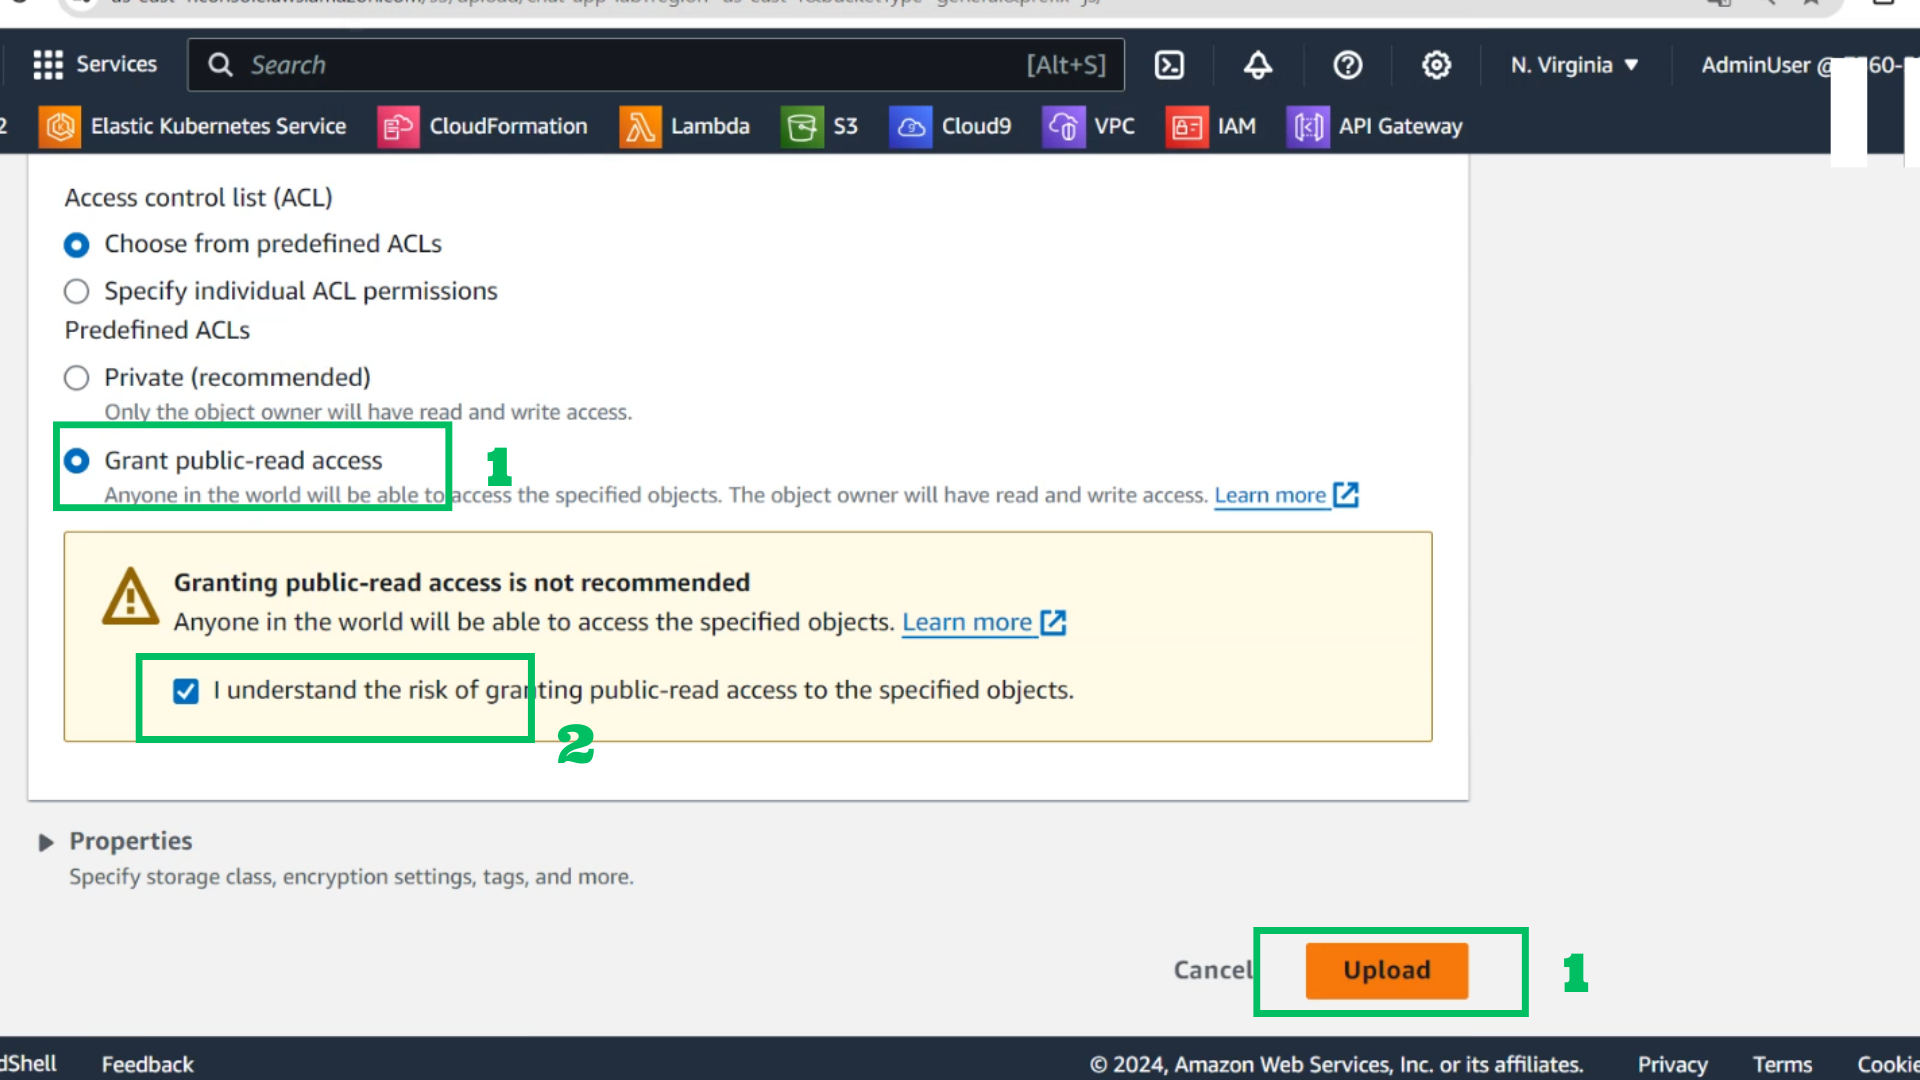 Services
Search
[Alt+S]
N. Virginia
AdminUser @
60-
2
Elastic Kubernetes Service
CloudFormation
Lambda
S3
Cloud9
VPC
IAM
API Gateway
Access control list (ACL)
Choose from predefined ACLs
Specify individual ACL permissions
Predefined ACLs
Private (recommended)
Only the object owner will have read and write access.
Grant public-read access
1
Anyone in the world will be able to access the specified objects. The object owner will have read and write access. Learn more
Granting public-read access is not recommended
Anyone in the world will be able to access the specified objects. Learn more
I understand the risk of granting public-read access to the specified objects.
2
Properties
Specify storage class, encryption settings, tags, and more.
Cancel
Upload
1
dShell
Feedback
© 2024, Amazon Web Services, Inc. or its affiliates.
Privacy
Terms
Cookie